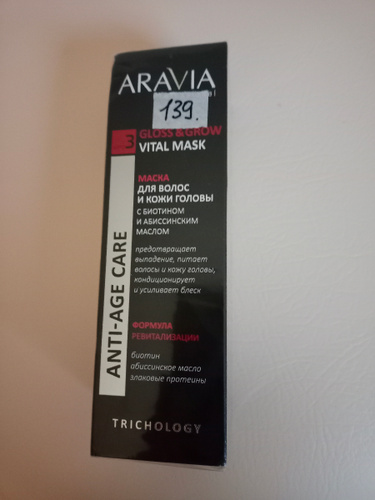 ARAVIA
139.
3
GLOSS & GROW
VITAL MASK
МАСКА
ДЛЯ ВОЛОС
И КОЖИ ГОЛОВЫ
С БИОТИНОМ
И АБИССИНСКИМ
МАСЛОМ
предотвращает
выпадение, питает
волосы и кожу головы,
кондиционирует
и усиливает блеск
ANTI-AGE CARE
ФОРМУЛА
РЕВИТАЛИЗАЦИИ
биотин
абиссинское масло
злаковые протеины
TRICHOLOGY